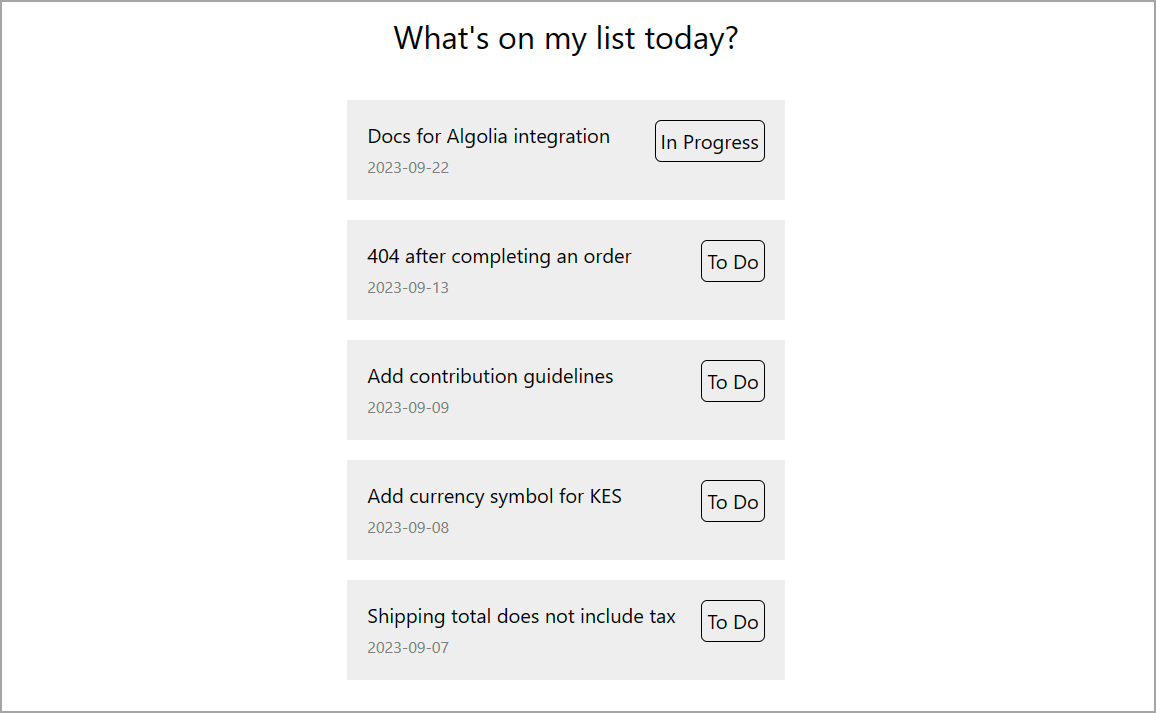 What's on my list today?
Docs for Algolia integration
In Progress
2023-09-22
404 after completing an order
To Do
2023-09-13
Add contribution guidelines
To Do
2023-09-09
Add currency symbol for KES
To Do
2023-09-08
Shipping total does not include tax
To Do
2023-09-07